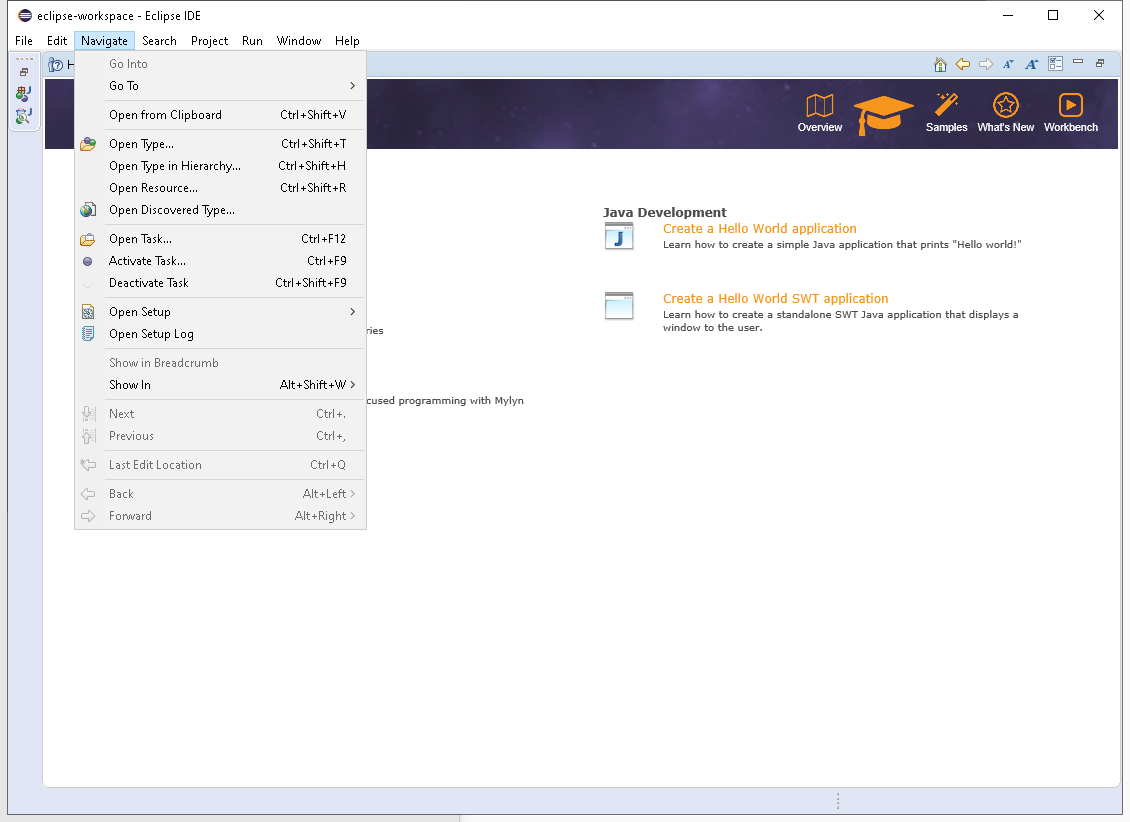 eclipse-workspace - Eclipse IDE
File Edit Navigate Search Project Run Window Help
H
Go Into
Go To
Open from Clipboard Ctrl+Shift+V
Open Type... Ctrl+Shift+T
Open Type in Hierarchy... Ctrl+Shift+H
Open Resource... Ctrl+Shift+R
Open Discovered Type...
Open Task... Ctrl+F12
Activate Task... Ctrl+F9
Deactivate Task Ctrl+Shift+F9
Open Setup
Open Setup Log
Show in Breadcrumb
Show In Alt+Shift+W
Next Ctrl+.
Previous Ctrl+,
Last Edit Location Ctrl+Q
Back Alt+Left
Forward Alt+Right
Overview Samples What's New Workbench
ries
cused programming with Mylyn
Java Development
Create a Hello World application
Learn how to create a simple Java application that prints "Hello world!"
Create a Hello World SWT application
Learn how to create a standalone SWT Java application that displays a
window to the user.